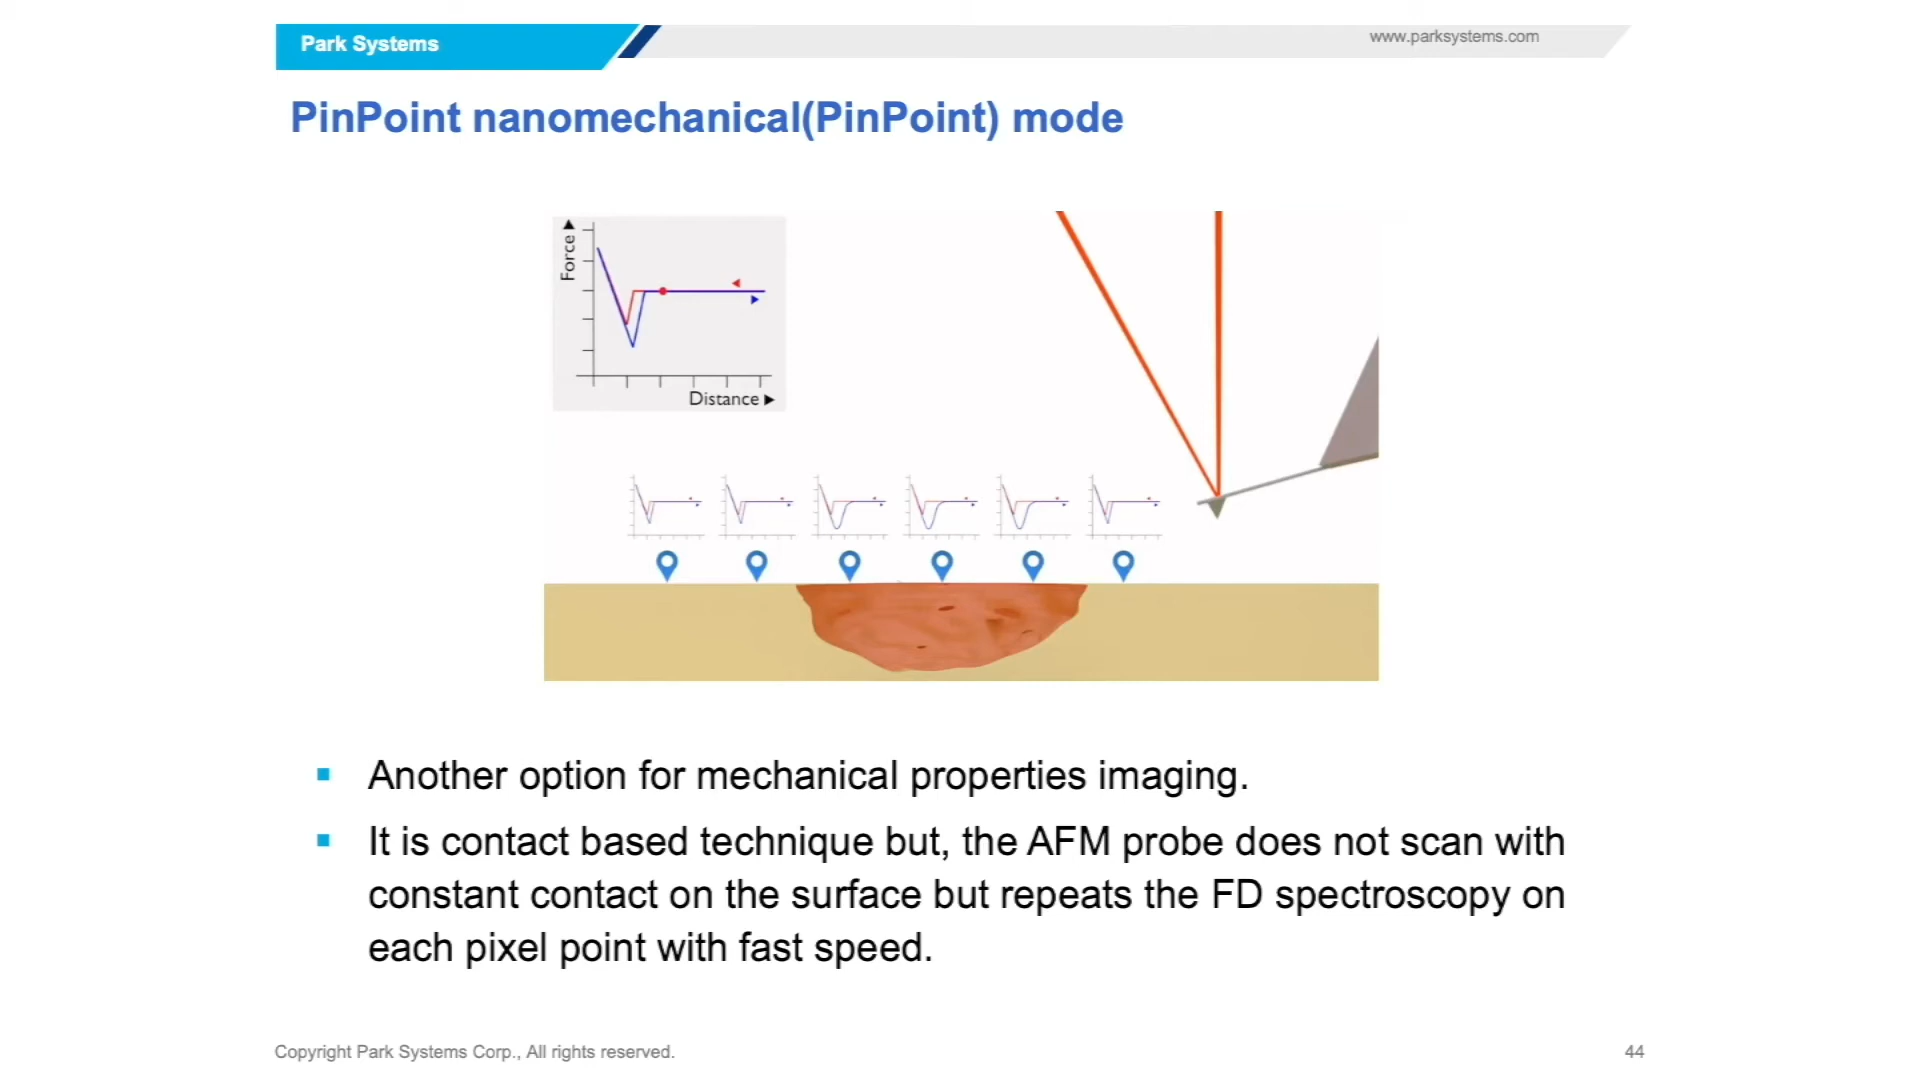 Park Systems
www.parksystems.com
PinPoint nanomechanical(PinPoint) mode
Force
Distance
Another option for mechanical properties imaging.
It is contact based technique but, the AFM probe does not scan with
constant contact on the surface but repeats the FD spectroscopy on
each pixel point with fast speed.
Copyright Park Systems Corp., All rights reserved.
44